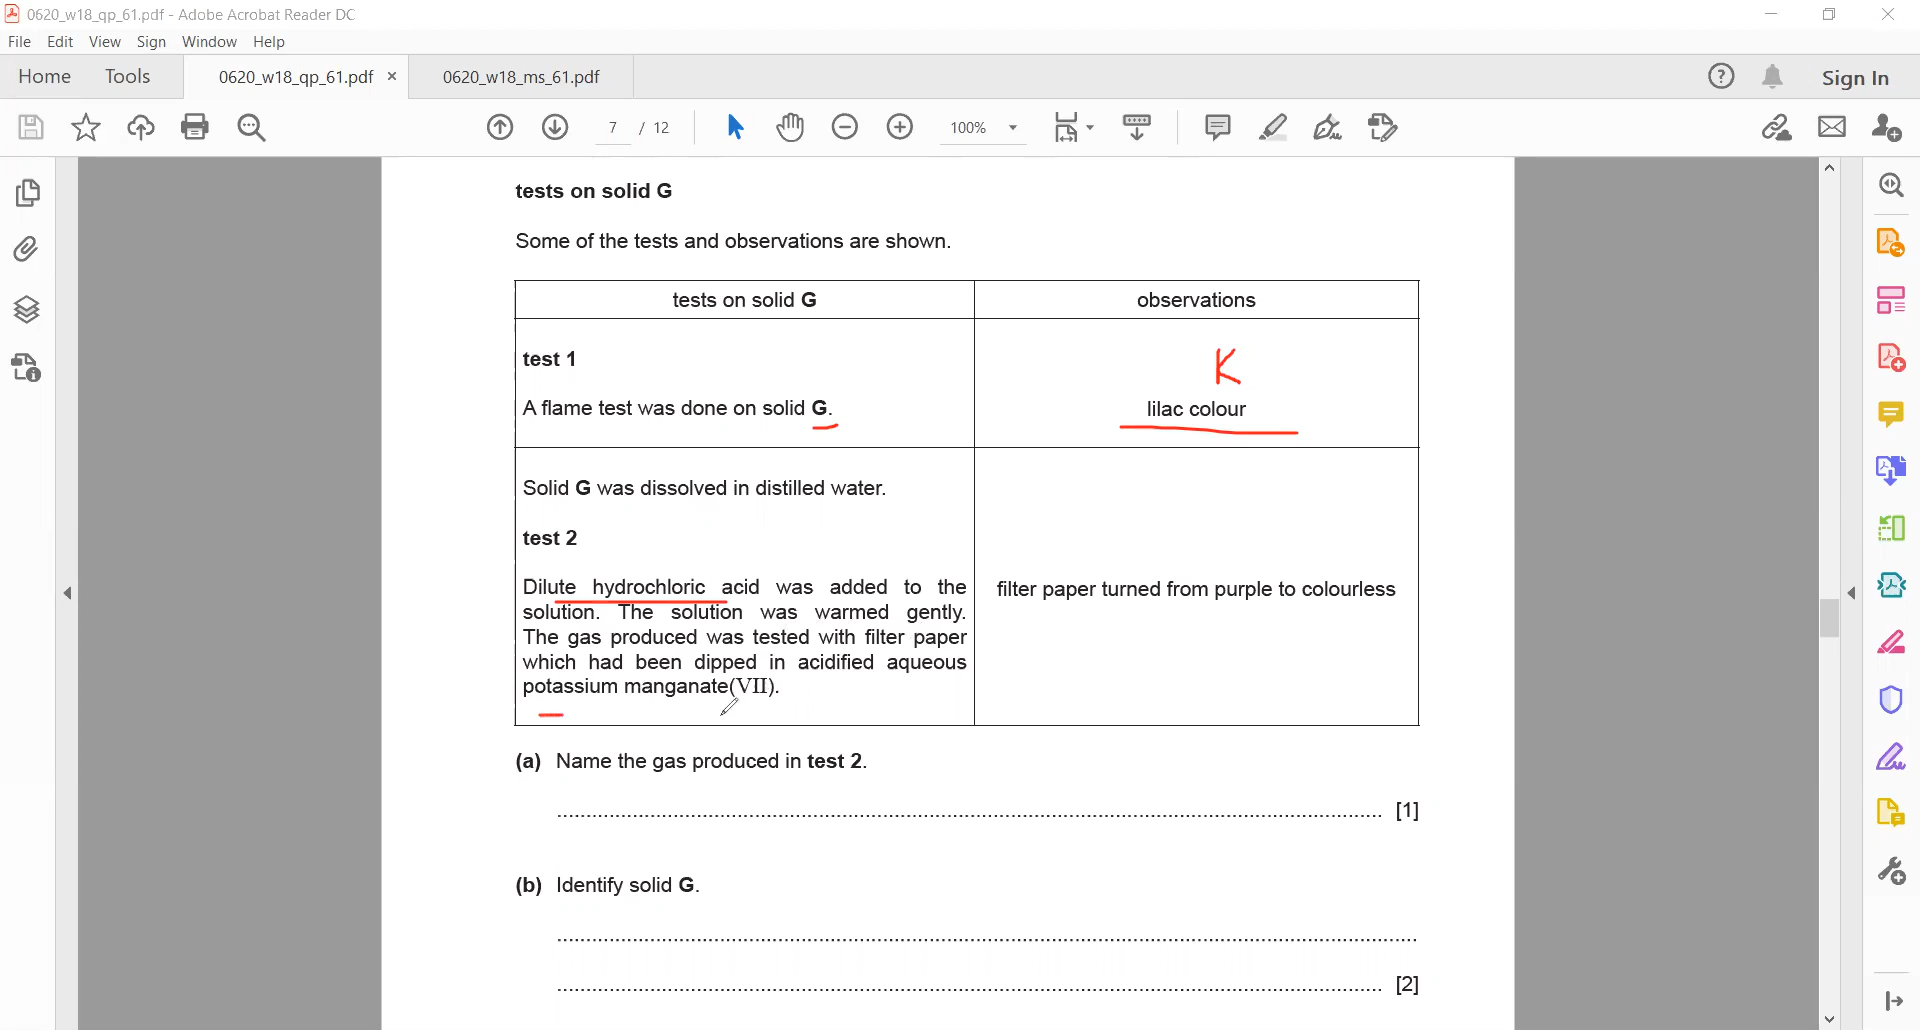 0620_w18_qp_61.pdf - Adobe Acrobat Reader DC
File Edit View Sign Window Help
Home Tools 0620_w18_qp_61.pdf × 0620_w18_ms_61.pdf Sign In
7 / 12 100%
tests on solid G
Some of the tests and observations are shown.
tests on solid G observations
test 1
K
A flame test was done on solid G. lilac colour
Solid G was dissolved in distilled water.
test 2
Dilute hydrochloric acid was added to the filter paper turned from purple to colourless
solution. The solution was warmed gently.
The gas produced was tested with filter paper
which had been dipped in acidified aqueous
potassium manganate(VII).
(a) Name the gas produced in test 2.
[1]
(b) Identify solid G.
[2]